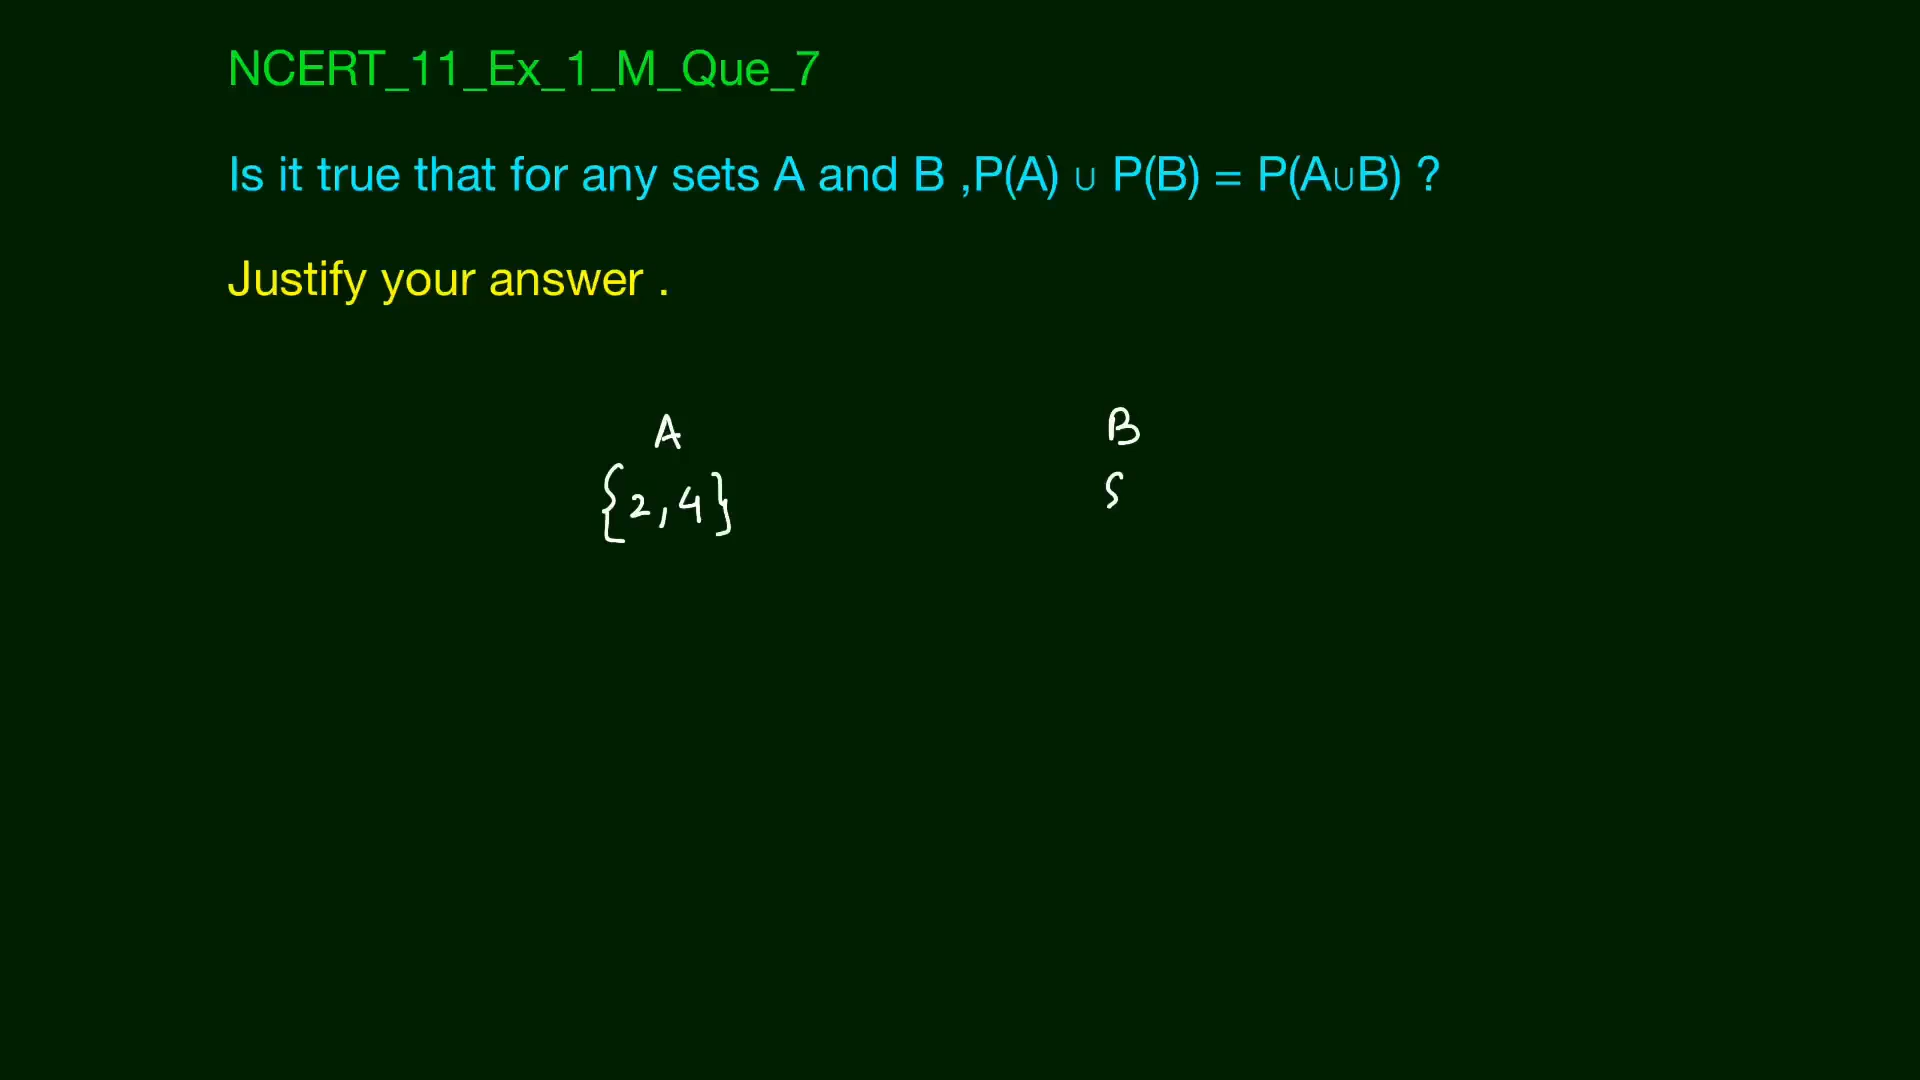 NCERT_11_Ex_1_M_Que_7
Is it true that for any sets A and B ,P(A) ∪ P(B) = P(A∪B) ?
Justify your answer .
A B
{2,4}